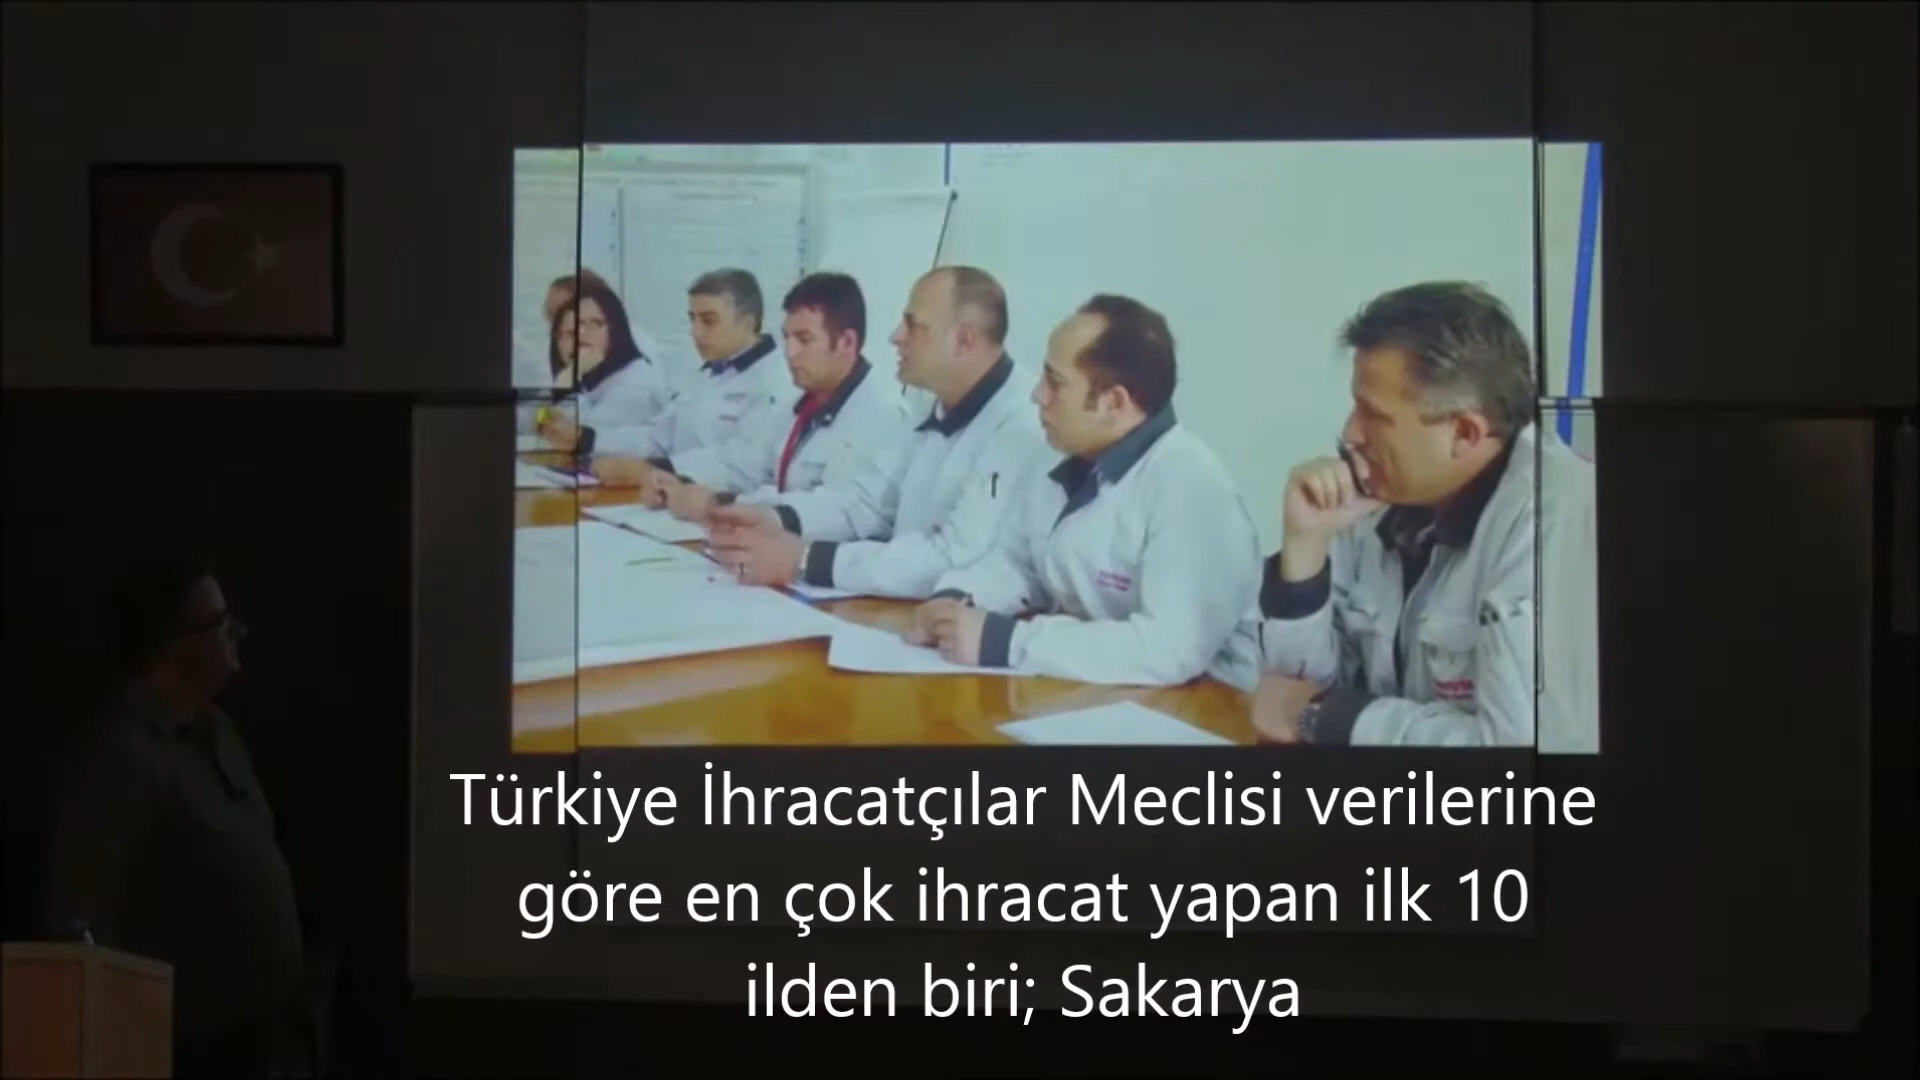 Türkiye İhracatçılar Meclisi verilerine
göre en çok ihracat yapan ilk 10
ilden biri; Sakarya